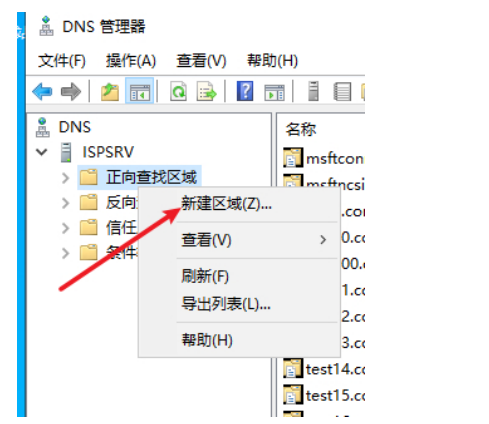 DNS 管理器
文件(F) 操作(A) 查看(V) 帮助(H)
DNS
ISPSRV
正向查找区域
反向
信任
条件
新建区域(Z)...
查看(V)
刷新(F)
导出列表(L)...
帮助(H)
名称
msftcon
msftncsi
.co
0.co
00.
1.co
2.co
3.co
test14.co
test15.co